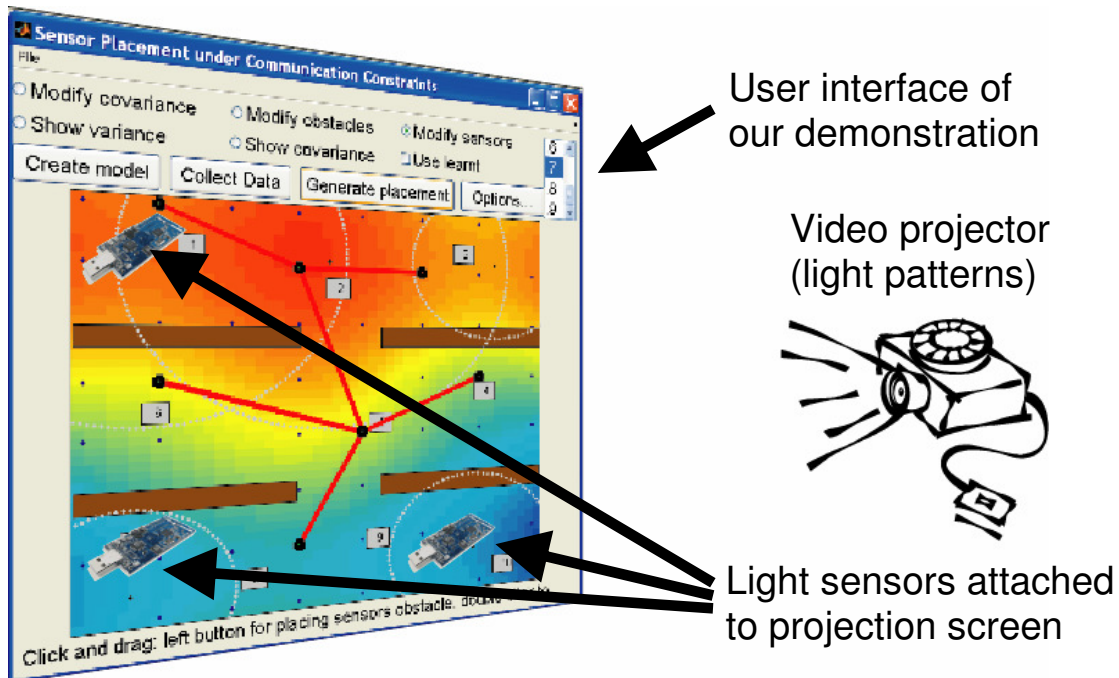 Sensor Placement under Communication Constraints
File
Modify covariance
Modify obstacles
Modify sensors
Show variance
Show covariance
Use learnt
6
7
8
9
Create model
Collect Data
Generate placement
Options...
1
2
4
9
Click and drag: left button for placing sensors obstacle.
User interface of
our demonstration
Video projector
(light patterns)
Light sensors attached
to projection screen